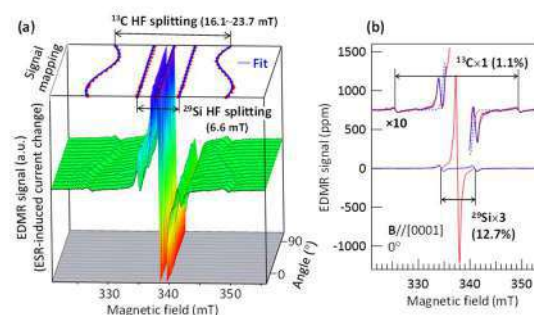 (a)
¹³C HF splitting (16.1~23.7 mT)
Signal
mapping
Fit
²⁹Si HF splitting
(6.6 mT)
EDMR signal (a.u.)
(ESR-induced current change)
90
0
Angle (°)
330
340
350
Magnetic field (mT)
(b)
1500
1000
500
0
-500
-1000
EDMR signal (ppm)
¹³C×1 (1.1%)
×10
²⁹Si×3
(12.7%)
B//[0001]
0°
330
340
350
Magnetic field (mT)